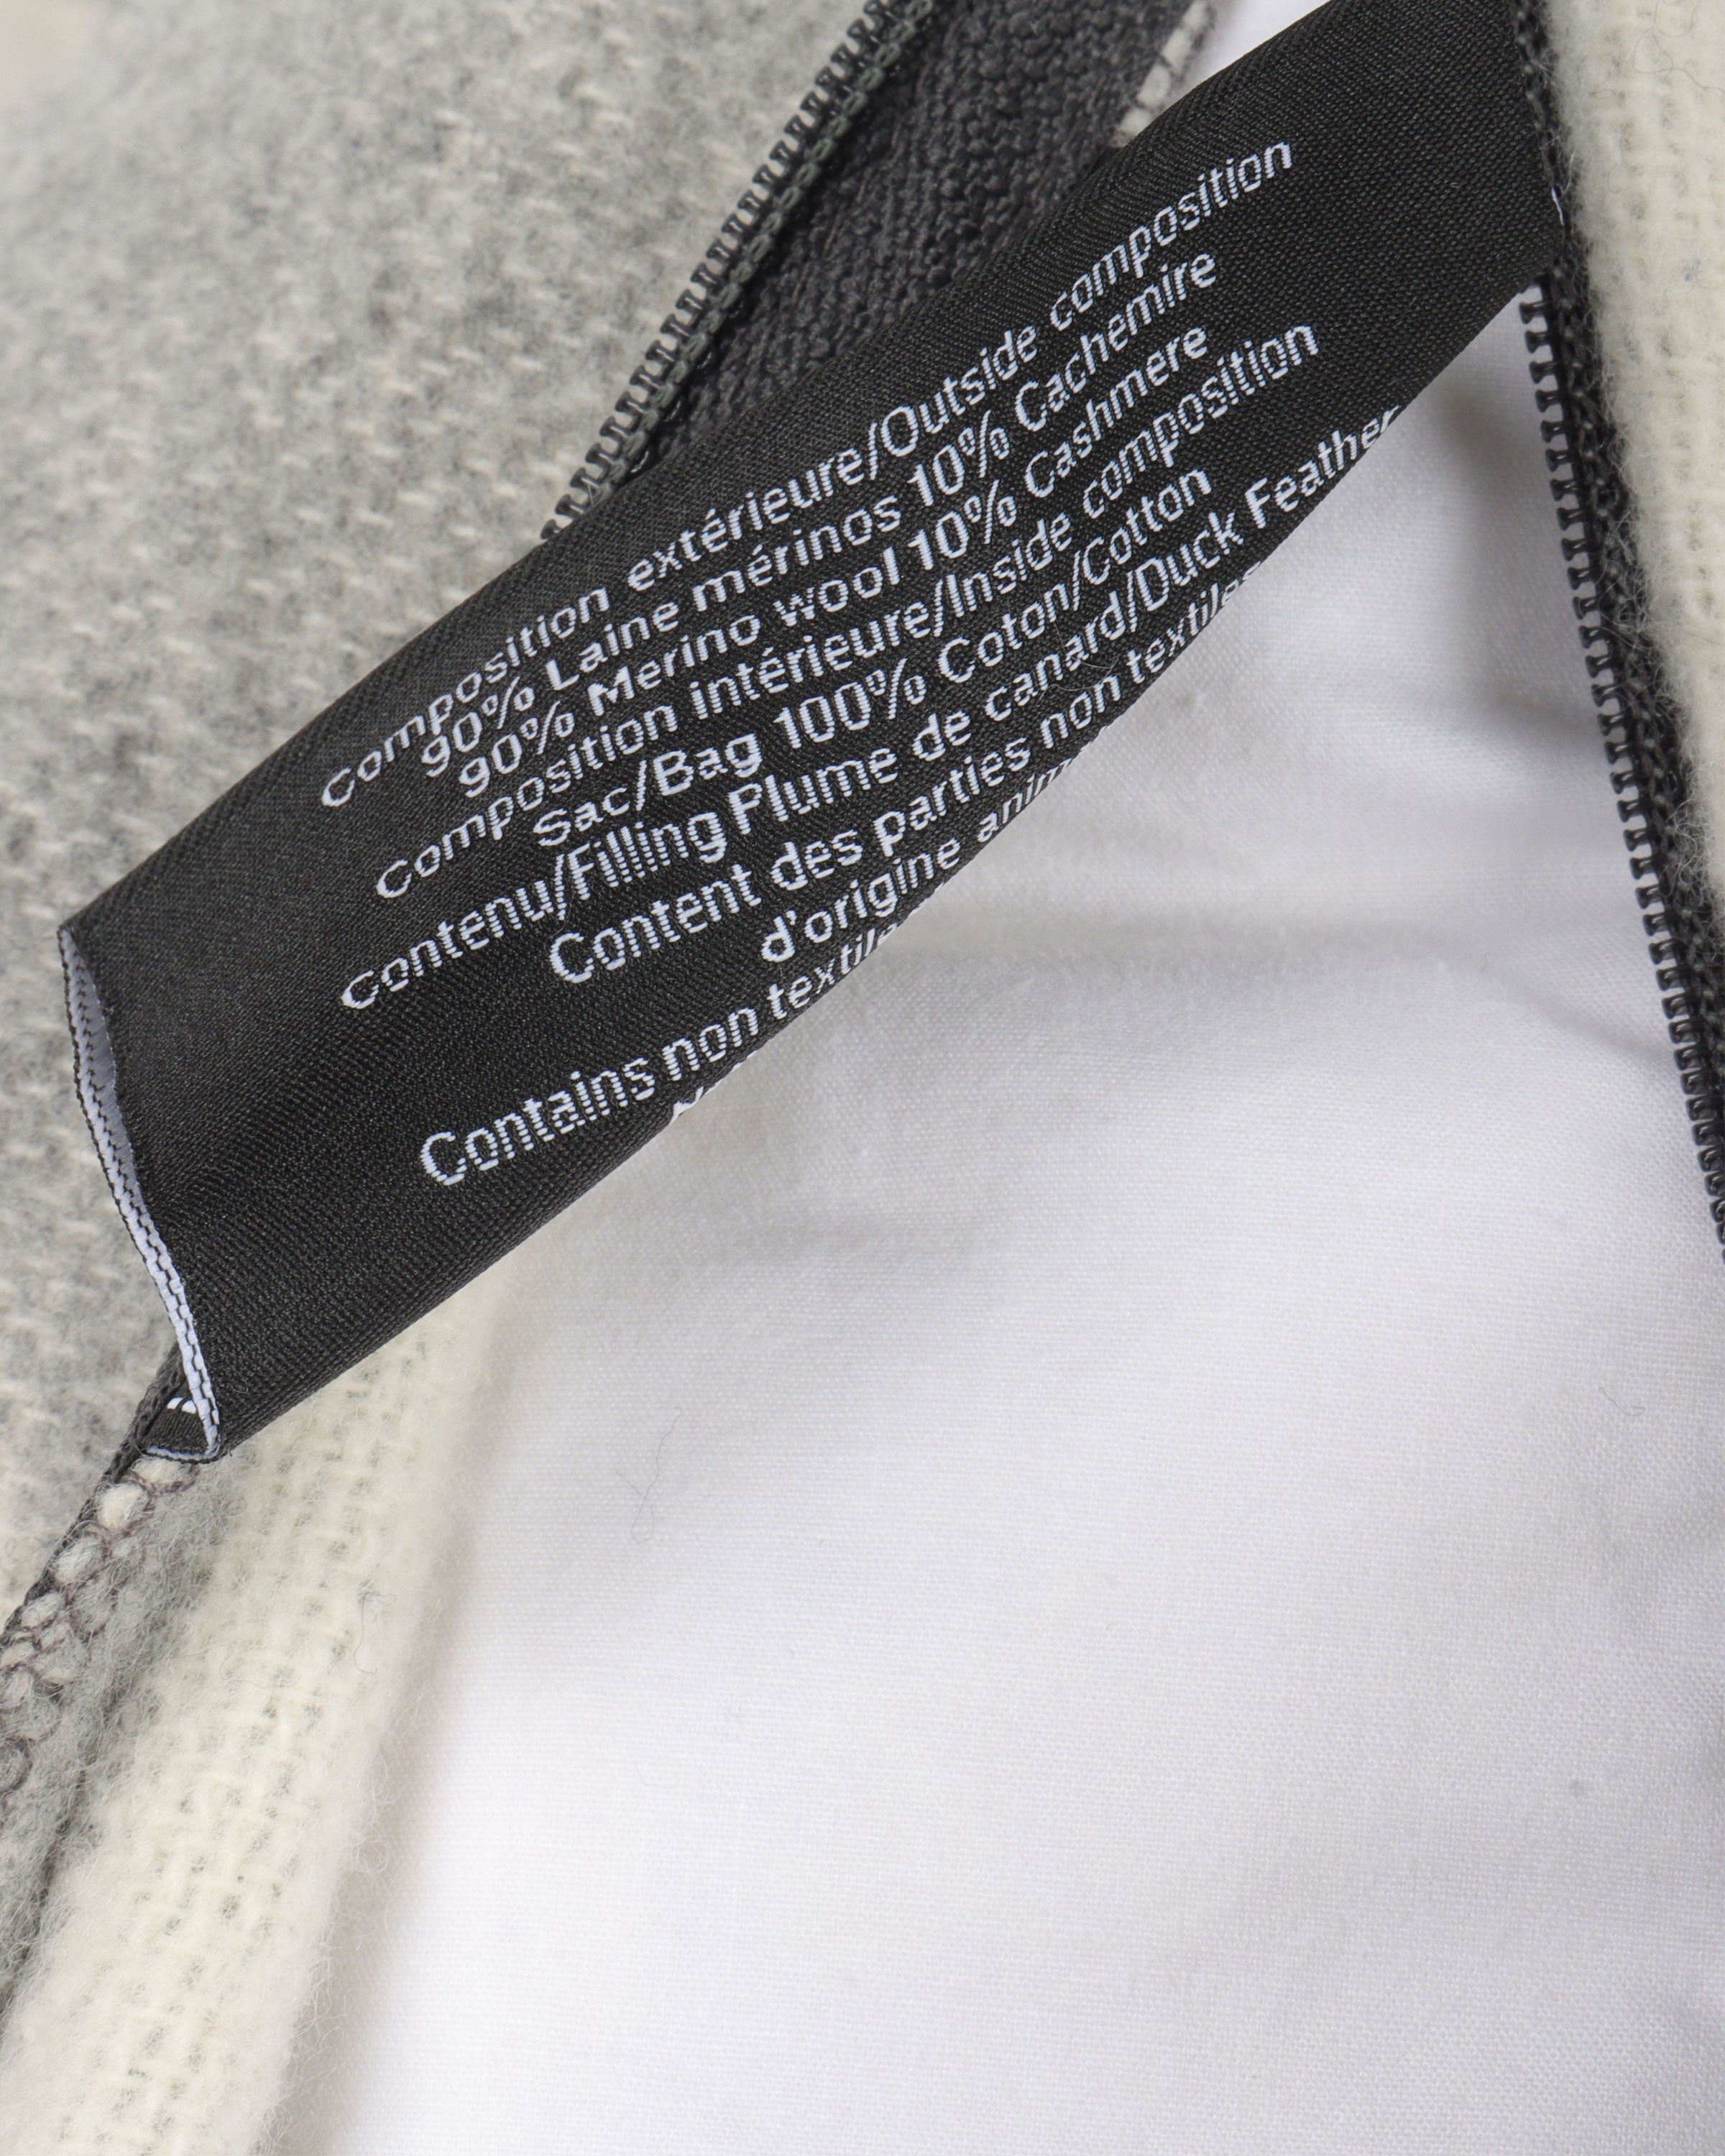 Composition extérieure/Outside composition
90% Laine mérinos 10% Cachemire
90% Merino wool 10% Cashmere
Composition intérieure/Inside composition
Sac/Bag 100% Coton/Cotton
Contenu/Filling Plume de canard/Duck Feather
Content des parties non textiles
d'origine
Contains non